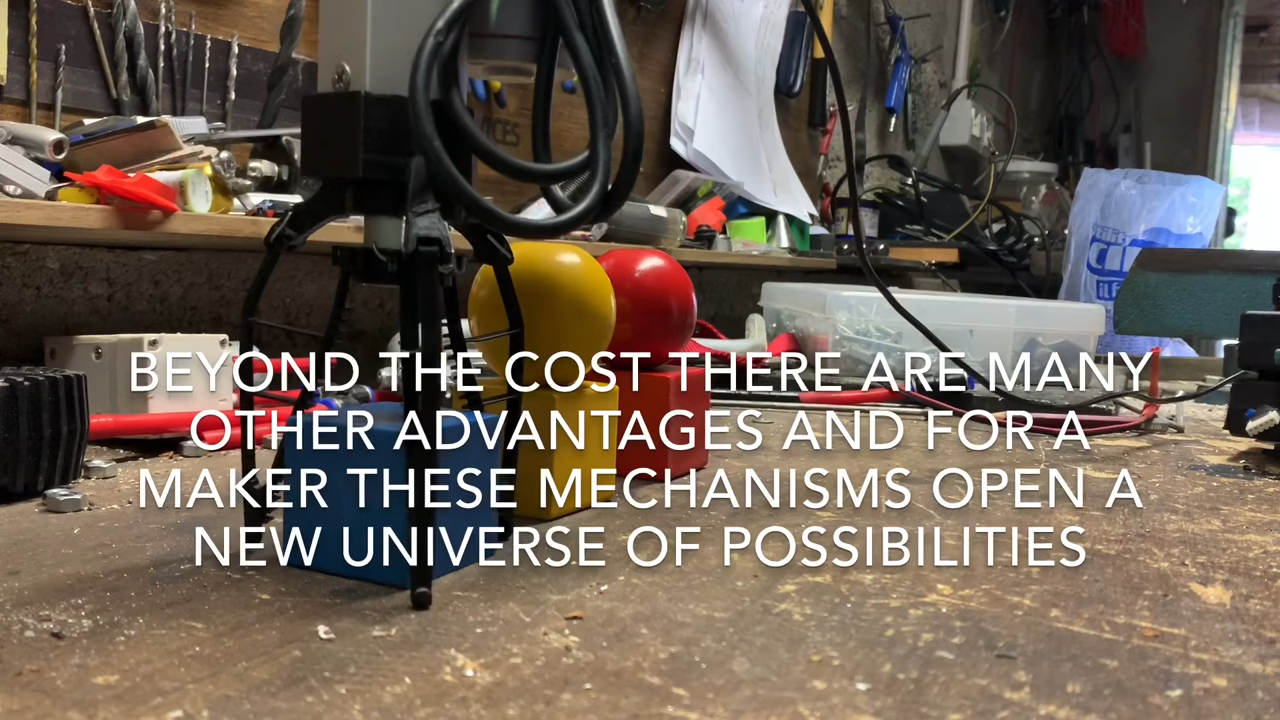 BEYOND THE COST THERE ARE MANY
OTHER ADVANTAGES AND FOR A
MAKER THESE MECHANISMS OPEN A
NEW UNIVERSE OF POSSIBILITIES